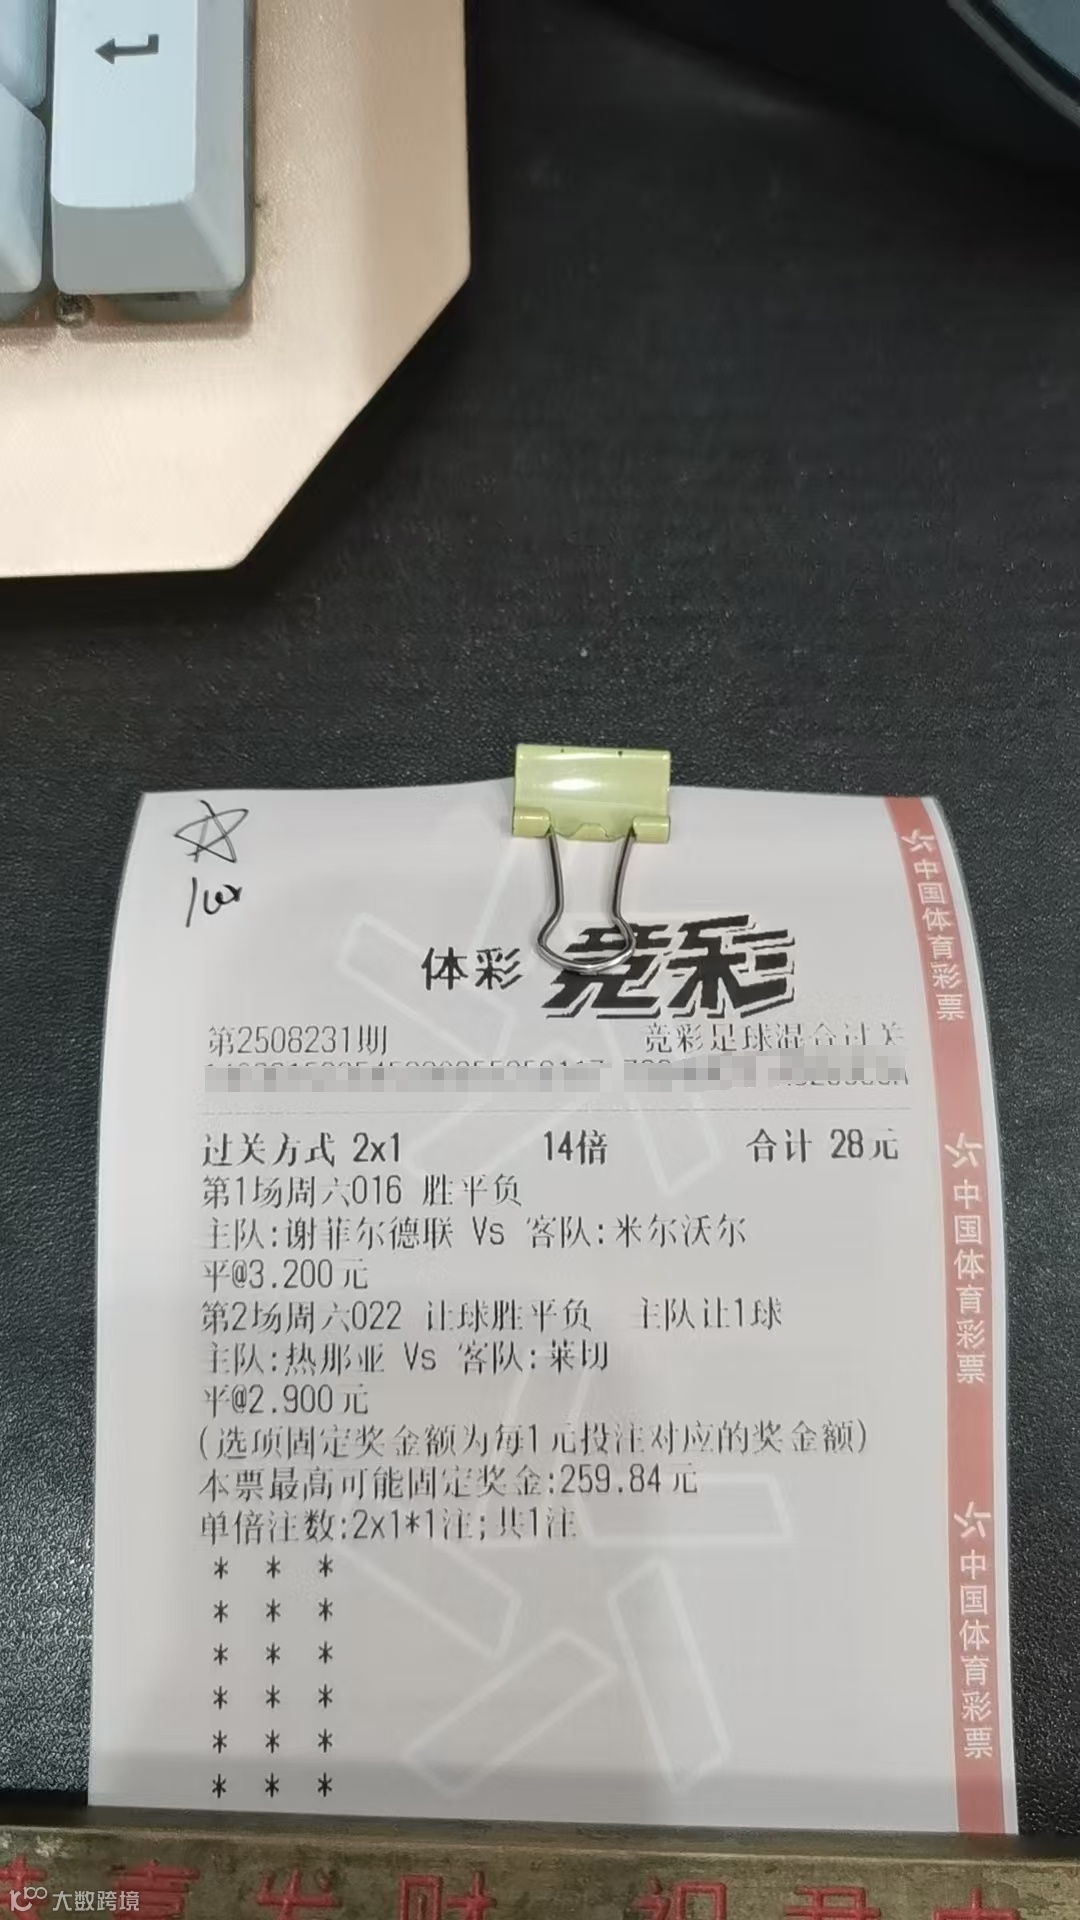 体彩 竞彩
第2508231期 竞彩足球混合过关
过关方式 2x1 14倍 合计 28元
第1场周六016 胜平负
主队:谢菲尔德联 Vs 客队:米尔沃尔
平@3.200元
第2场周六022 让球胜平负 主队让1球
主队:热那亚 Vs 客队:莱切
平@2.900元
(选项固定奖金额为每1元投注对应的奖金额)
本票最高可能固定奖金:259.84元
单倍注数:2x1*1注;共1注
* * *
* * *
* * *
* * *
* * *
* * *
中国体育彩票
中国体育彩票
中国体育彩票
大数跨境